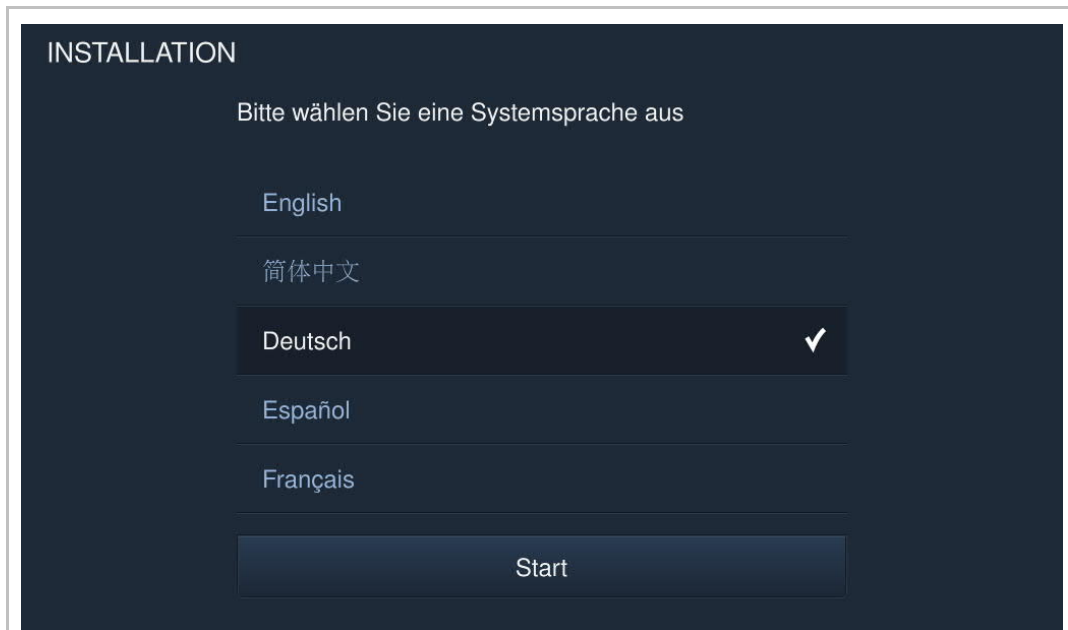 INSTALLATION
Bitte wählen Sie eine Systemsprache aus
English
简体中文
Deutsch
Español
Français
Start